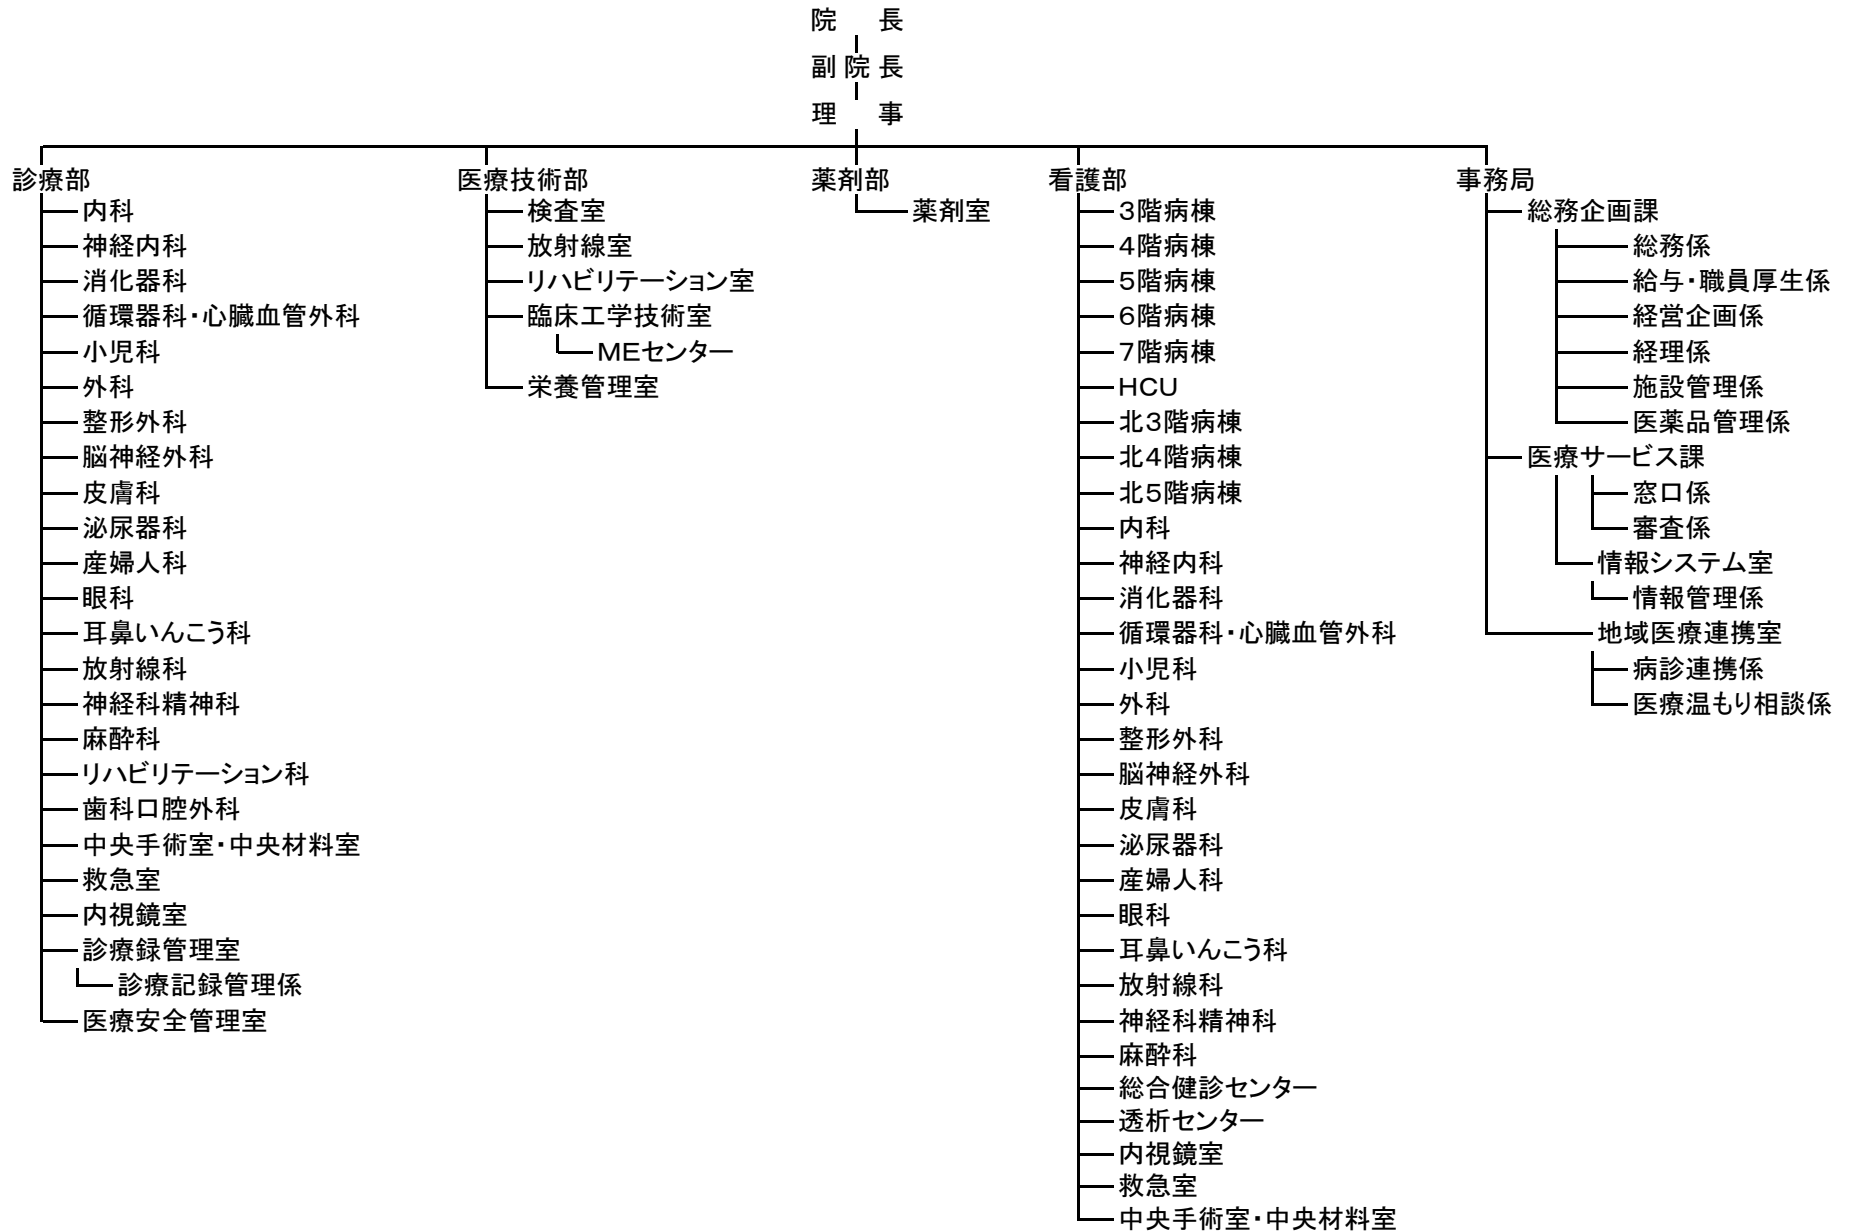 院　長
副院長
理　事
診療部
内科
神経内科
消化器科
循環器科・心臓血管外科
小児科
外科
整形外科
脳神経外科
皮膚科
泌尿器科
産婦人科
眼科
耳鼻いんこう科
放射線科
神経科精神科
麻酔科
リハビリテーション科
歯科口腔外科
中央手術室・中央材料室
救急室
内視鏡室
診療録管理室
診療記録管理係
医療安全管理室
医療技術部
検査室
放射線室
リハビリテーション室
臨床工学技術室
MEセンター
栄養管理室
薬剤部
薬剤室
看護部
3階病棟
4階病棟
5階病棟
6階病棟
7階病棟
HCU
北3階病棟
北4階病棟
北5階病棟
内科
神経内科
消化器科
循環器科・心臓血管外科
小児科
外科
整形外科
脳神経外科
皮膚科
泌尿器科
産婦人科
眼科
耳鼻いんこう科
放射線科
神経科精神科
麻酔科
総合健診センター
透析センター
内視鏡室
救急室
中央手術室・中央材料室
事務局
総務企画課
総務係
給与・職員厚生係
経営企画係
経理係
施設管理係
医薬品管理係
医療サービス課
窓口係
審査係
情報システム室
情報管理係
地域医療連携室
病診連携係
医療温もり相談係